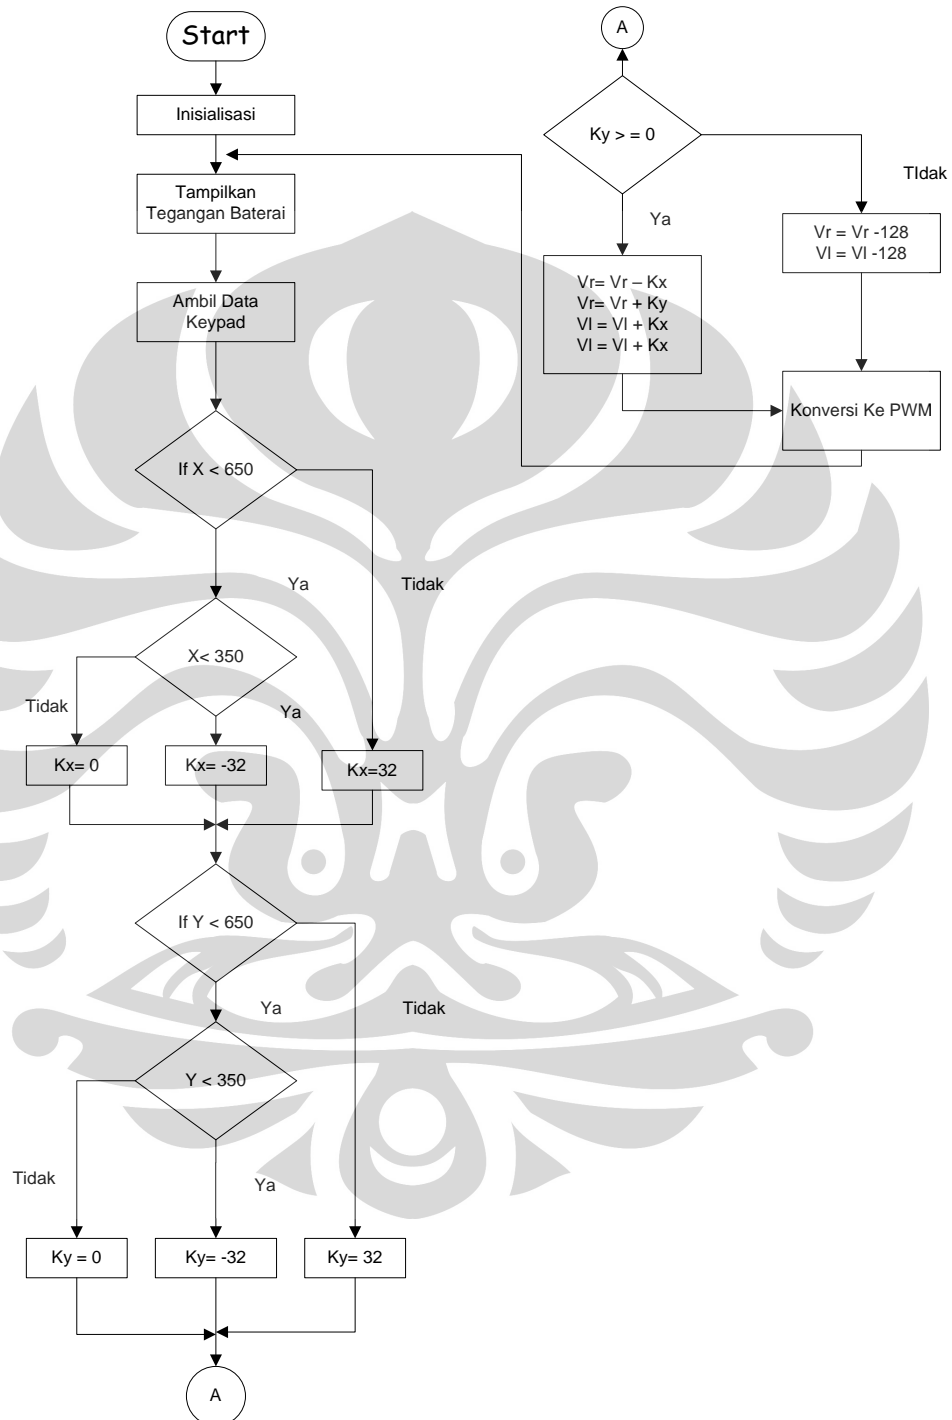 Start
Inisialisasi
Tampilkan
Tegangan Baterai
Ambil Data
Keypad
If X < 650
Ya
Tidak
X< 350
Tidak
Ya
Kx= 0
Kx= -32
Kx=32
If Y < 650
Ya
Tidak
Y < 350
Tidak
Ya
Ky = 0
Ky= -32
Ky= 32
A
A
Ky > = 0
TIdak
Ya
Vr = Vr -128
Vl = Vl -128
Vr= Vr – Kx
Vr= Vr + Ky
Vl = Vl + Kx
Vl = Vl + Kx
Konversi Ke PWM